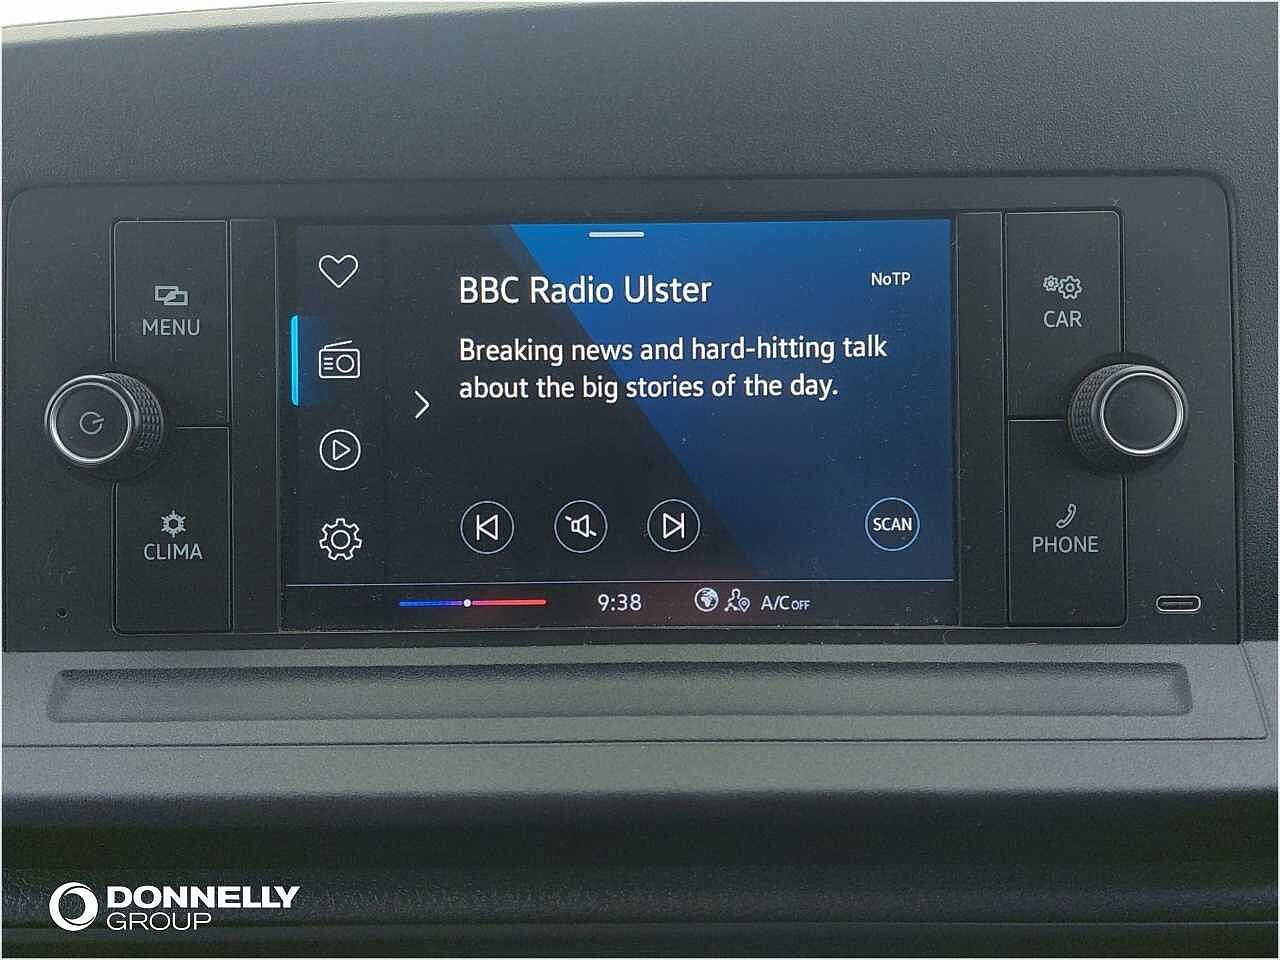 MENU
CLIMA
BBC Radio Ulster
NoTP
Breaking news and hard-hitting talk
about the big stories of the day.
SCAN
9:38
A/C OFF
CAR
PHONE
DONNELLY
GROUP